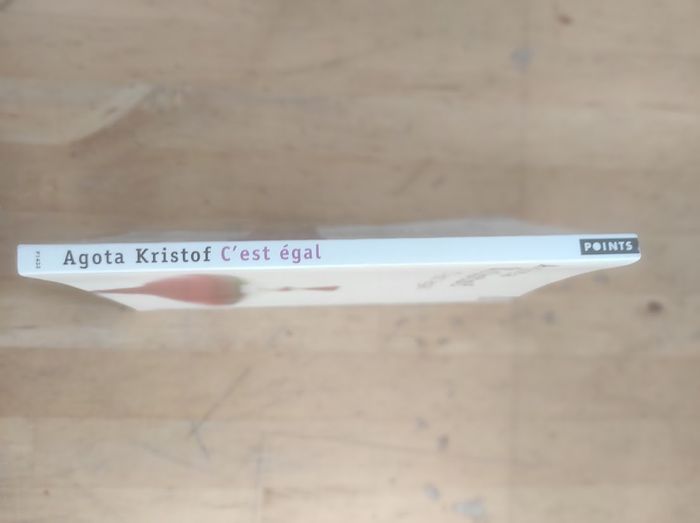 Agota Kristof C'est égal
POINTS